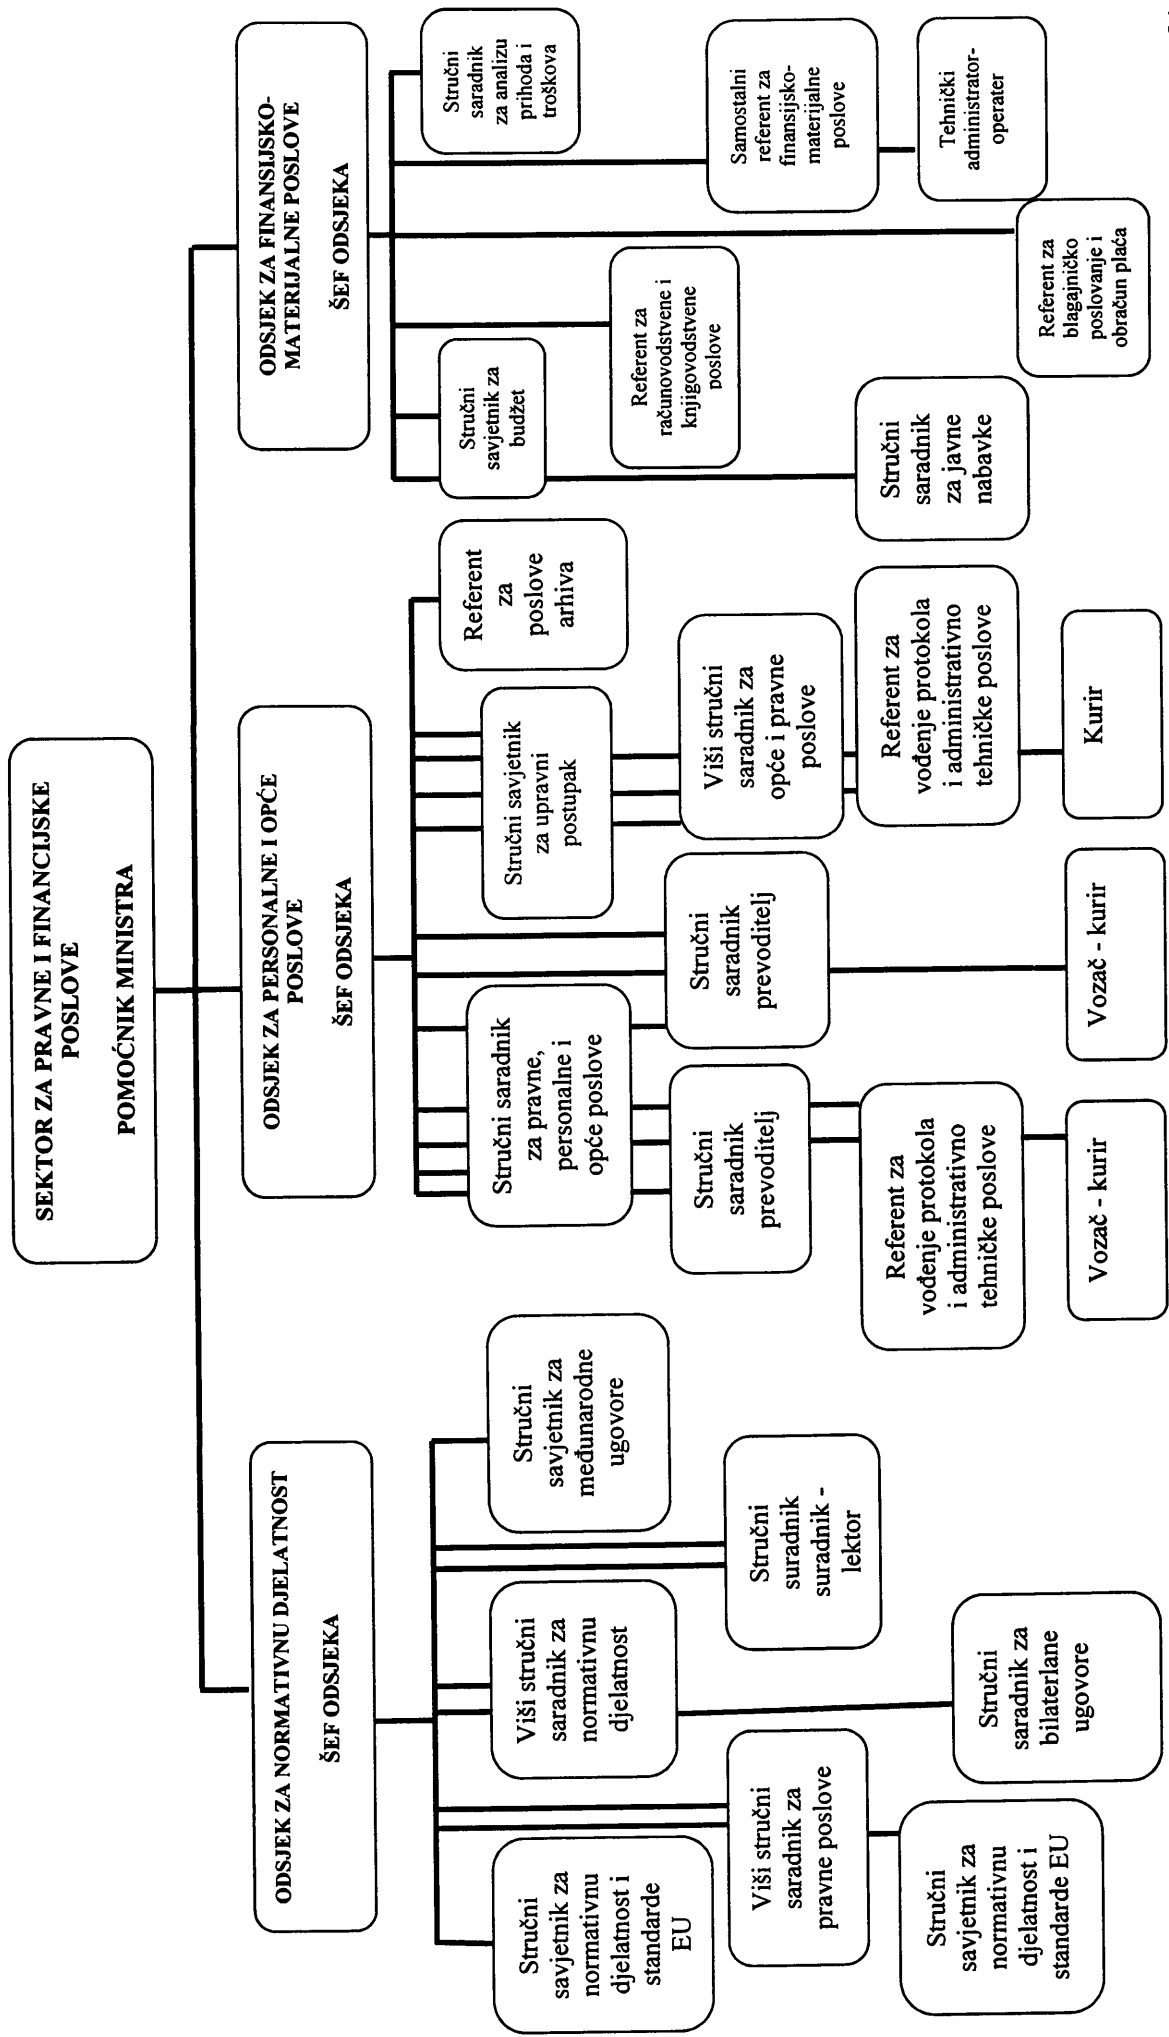 SEKTOR ZA PRAVNE I FINANCIJSKE
POSLOVE
POMOĆNIK MINISTRA
ODSJEK ZA NORMATIVNU DJELATNOST
ŠEF ODSJEKA
Stručni
savjetnik za
normativnu
djelatnost i
standarde
EU
Viši stručni
saradnik za
normativnu
djelatnost
Stručni
savjetnik za
međunarodne
ugovore
Viši stručni
saradnik za
pravne poslove
Stručni
suradnik
suradnik -
lektor
Stručni
savjetnik za
normativnu
djelatnost i
standarde EU
Stručni
saradnik za
bilaterlane
ugovore
ODSJEK ZA PERSONALNE I OPĆE
POSLOVE
ŠEF ODSJEKA
Stručni saradnik
za pravne,
personalne i
opće poslove
Stručni savjetnik
za upravni
postupak
Referent
za
poslove
arhiva
Stručni
saradnik
prevoditelj
Stručni
saradnik
prevoditelj
Viši stručni
saradnik za
opće i pravne
poslove
Referent za
vođenje protokola
i administrativno
tehničke poslove
Referent za
vođenje protokola
i administrativno
tehničke poslove
Vozač - kurir
Vozač - kurir
Kurir
ODSJEK ZA FINANSIJSKO-
MATERIJALNE POSLOVE
ŠEF ODSJEKA
Stručni
savjetnik za
budžet
Stručni
saradnik
za analizu
prihoda i
troškova
Referent za
računovodstvene i
knjigovodstvene
poslove
Samostalni
referent za
finansijsko-
materijalne
poslove
Stručni
saradnik
za javne
nabavke
Tehnički
administrator-
operater
Referent za
blagajničko
poslovanje i
obračun plaća